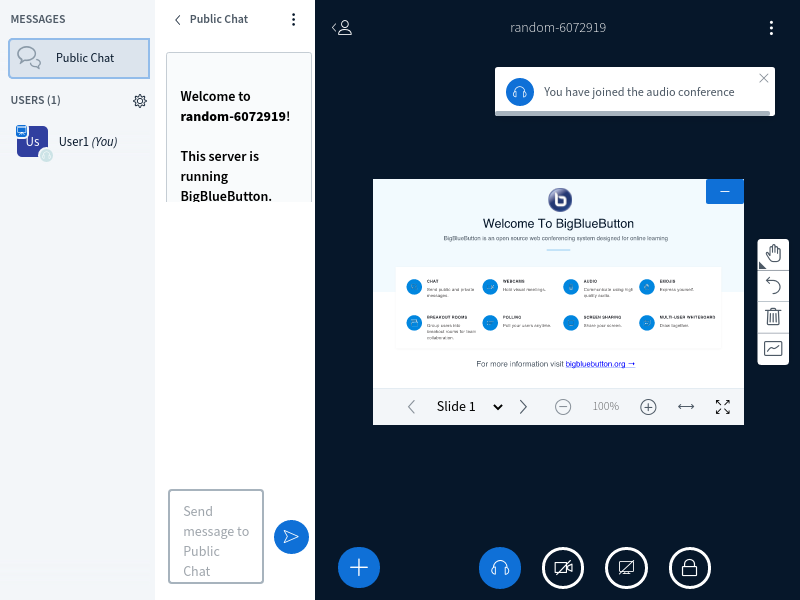 MESSAGES
Public Chat
USERS (1)
Us
User1 (You)
Public Chat
Welcome to
random-6072919!
This server is
running
BigBlueButton.
Send
message to
Public
Chat
random-6072919
You have joined the audio conference
b
Welcome To BigBlueButton
BigBlueButton is an open source web conferencing system designed for online learning
CHAT
Send public and private
messages.
WEBCAMS
Hold visual meetings.
AUDIO
Communicate using high
quality audio.
EMOJIS
Express yourself.
BREAKOUT ROOMS
Group users into
breakout rooms for team
collaboration.
POLLING
Poll your users anytime.
SCREEN SHARING
Share your screen.
MULTI-USER WHITEBOARD
Draw together.
For more information visit bigbluebutton.org →
Slide 1
100%